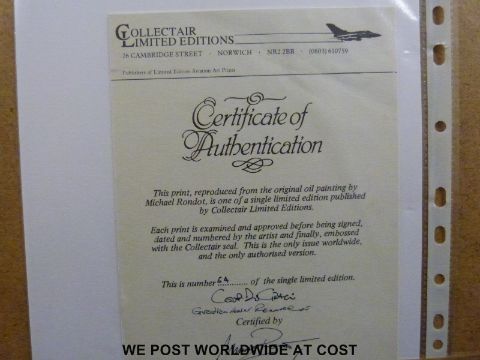 COLLECTAIR
LIMITED EDITIONS
26 CAMBRIDGE STREET · NORWICH · NR2 2BB · (0603) 610759
Publishers of Limited Edition Aviation Art Prints
Certificate of
Authentication
This print, reproduced from the original oil painting by
Michael Rondot, is one of a single limited edition published
by Collectair Limited Editions.
Each print is examined and approved before being signed,
dated and numbered by the artist and finally, embossed
with the Collectair seal. This is the only issue worldwide,
and the only authorised version.
This is number 64 of the single limited edition.
Certified by
WE POST WORLDWIDE AT COST